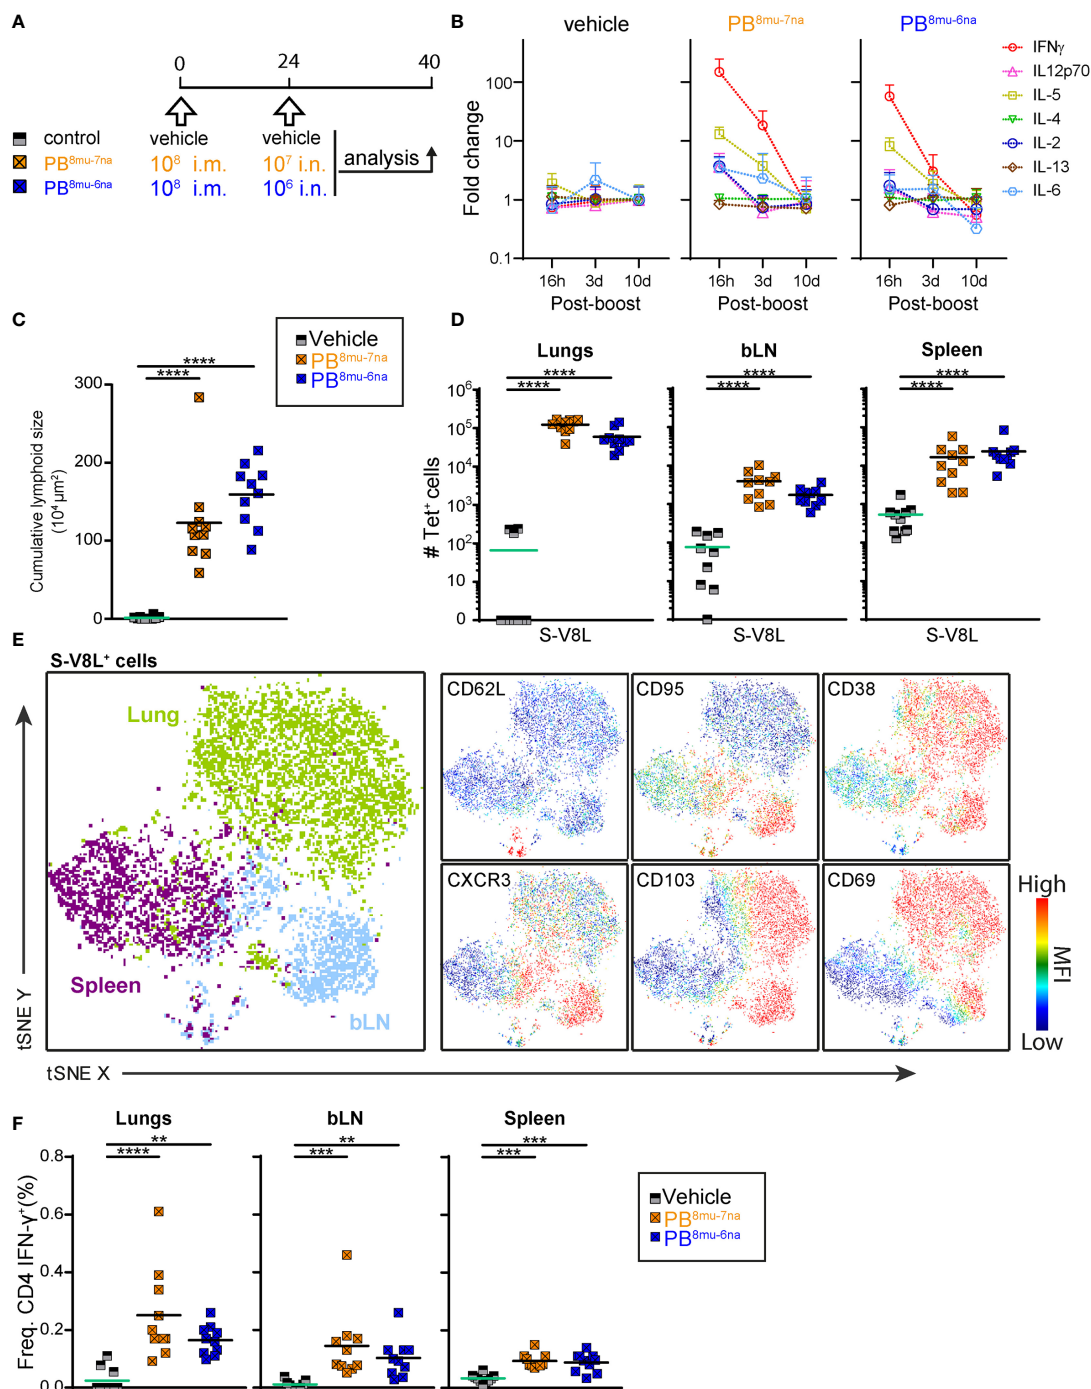 A
0 24 40
control vehicle vehicle
PB8mu-7na 10⁸ i.m. 10⁷ i.n.
PB8mu-6na 10⁸ i.m. 10⁶ i.n.
analysis
B
vehicle PB8mu-7na PB8mu-6na
Fold change
100
10
1
0.1
16h 3d 10d 16h 3d 10d 16h 3d 10d
Post-boost Post-boost Post-boost
IFNγ
IL12p70
IL-5
IL-4
IL-2
IL-13
IL-6
C
Vehicle
PB8mu-7na
PB8mu-6na
****
****
Cumulative lymphoid size
(10⁴ µm²)
300
200
100
0
D
Lungs bLN Spleen
**** **** ****
**** **** ****
# Tet⁺ cells
10⁶
10⁵
10⁴
10³
10²
10
0
S-V8L S-V8L S-V8L
E
S-V8L⁺ cells
Lung
Spleen
bLN
tSNE Y
tSNE X
CD62L CD95 CD38
CXCR3 CD103 CD69
High
MFI
Low
F
Lungs bLN Spleen
** ** ***
**** *** ***
Freq. CD4 IFN-γ⁺(%)
0.8
0.6
0.4
0.2
0.0
Vehicle
PB8mu-7na
PB8mu-6na